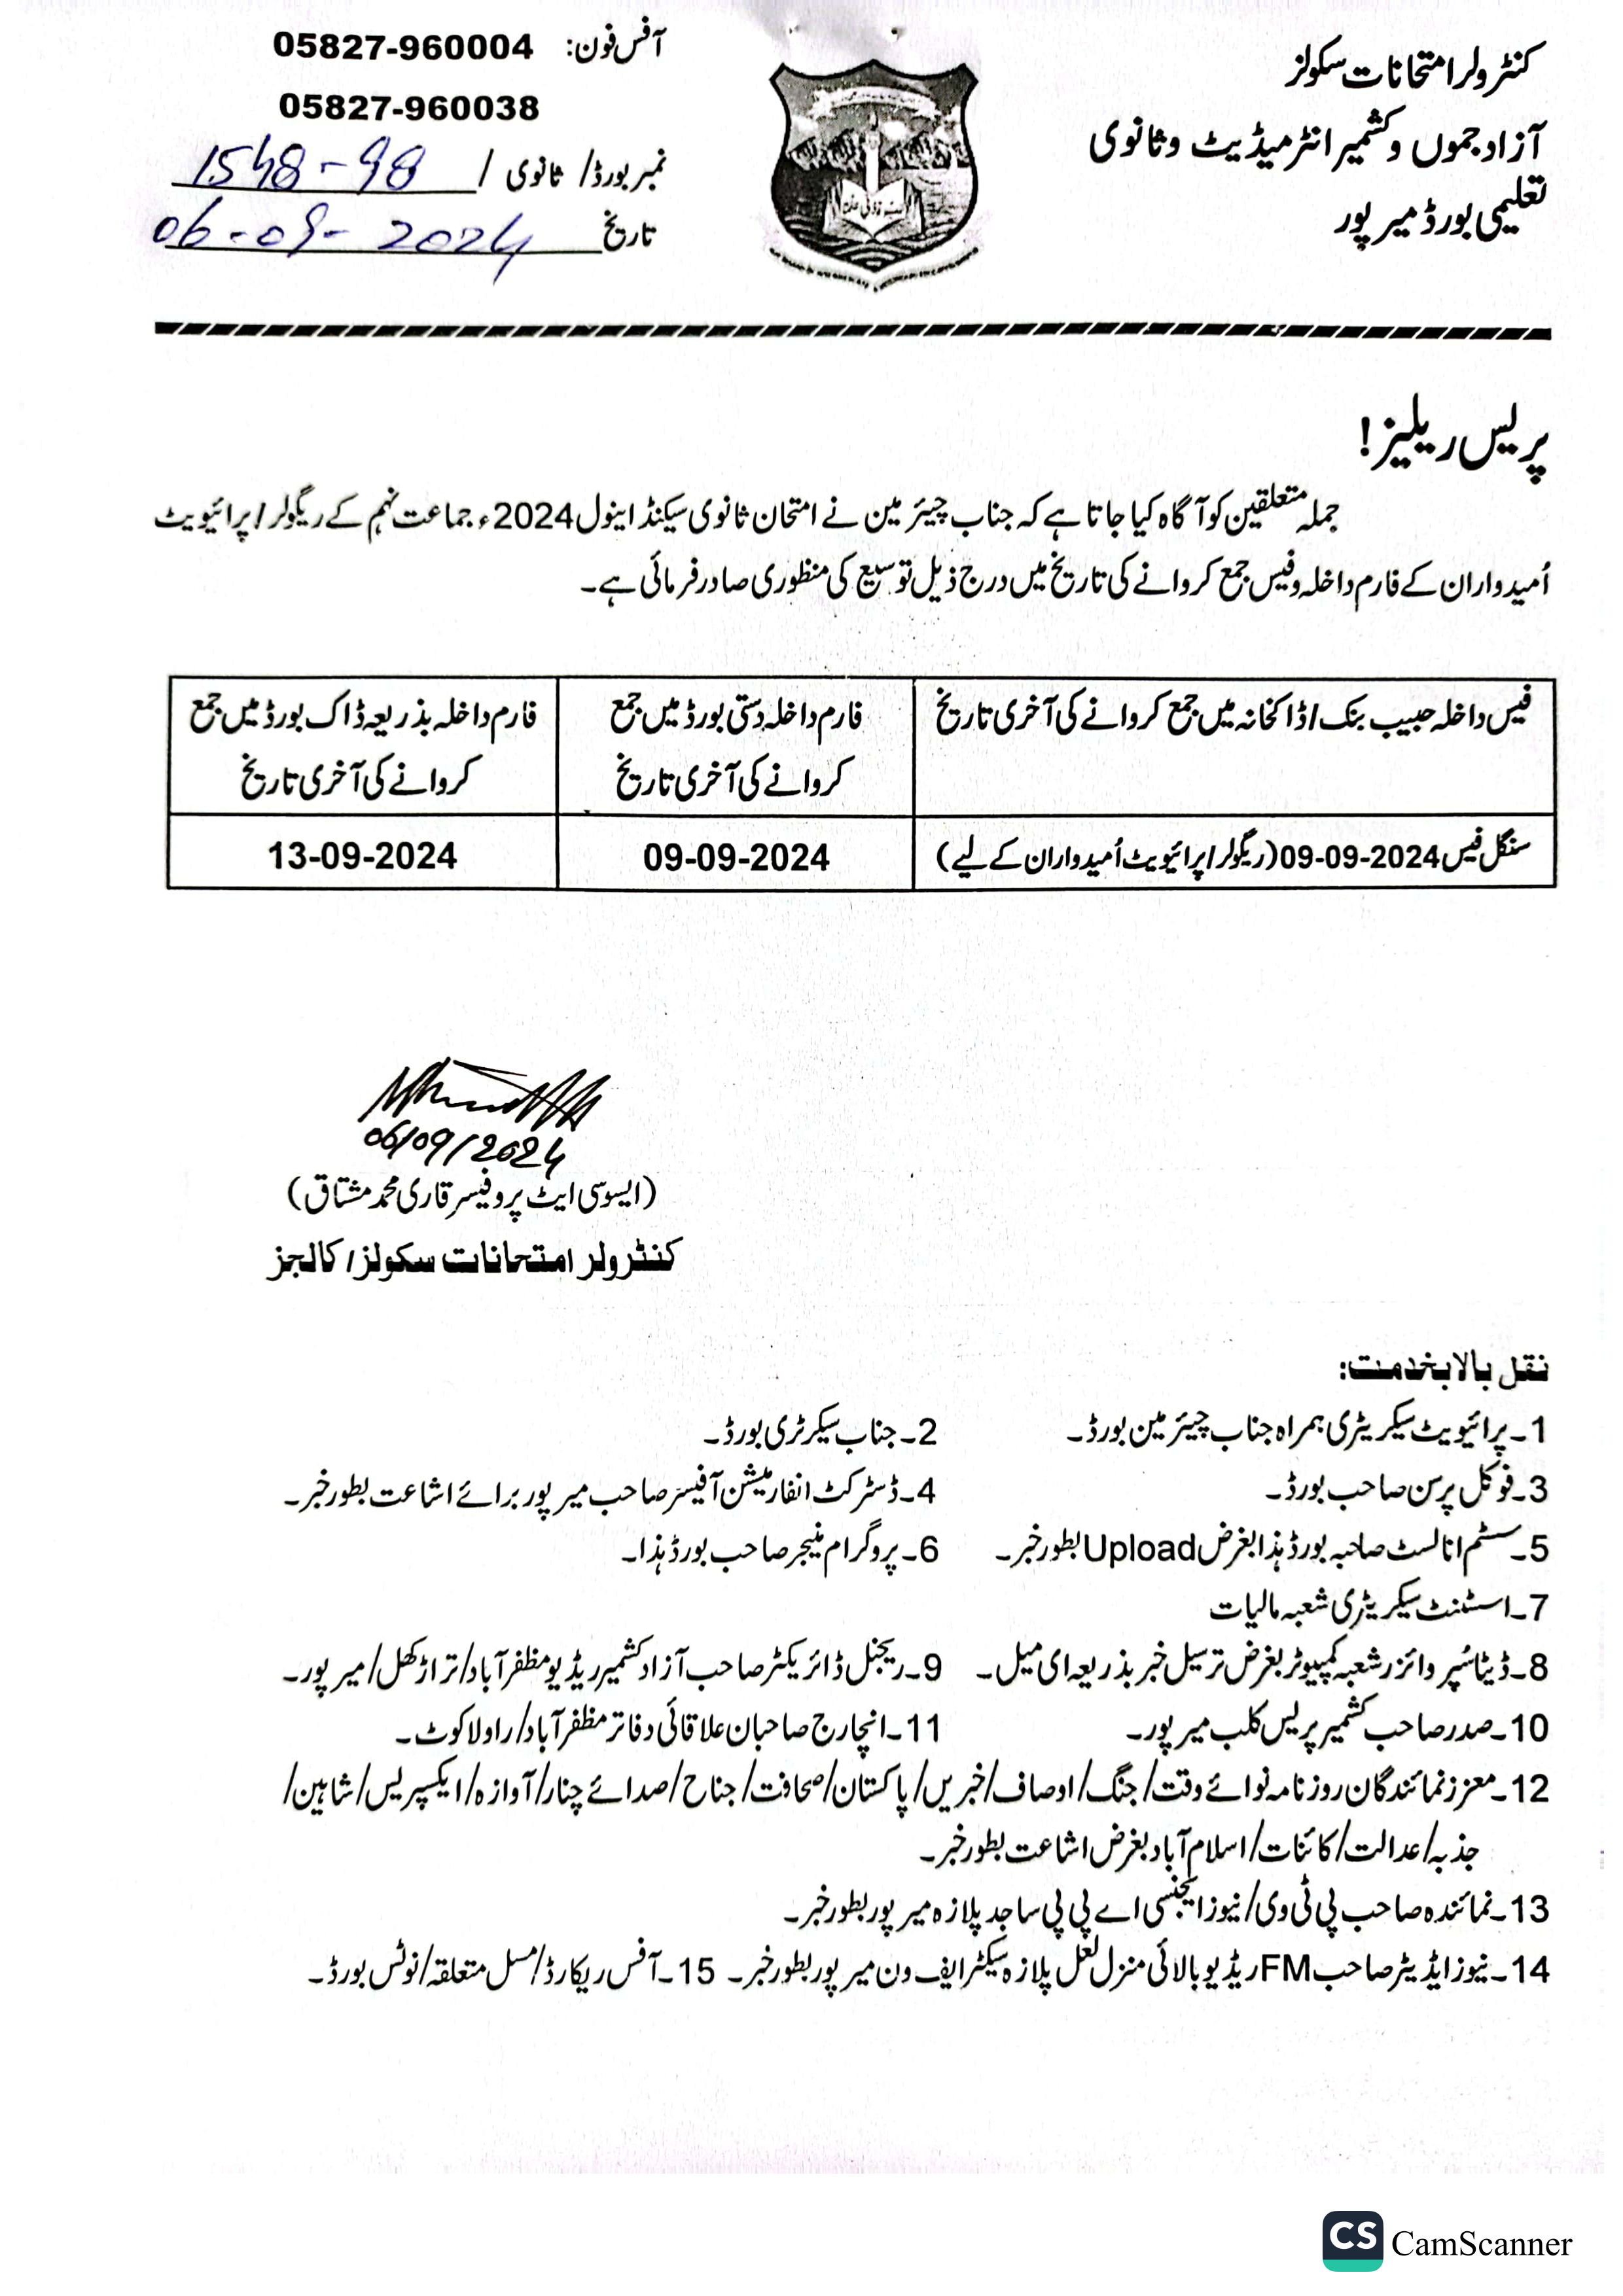 کنٹرولر امتحانات سکولز
آزاد جموں و کشمیر انٹرمیڈیٹ و ثانوی
تعلیمی بورڈ میرپور
آفس فون: 05827-960004
05827-960038
نمبر بورڈ/ ثانوی / 1548-98
تاریخ 06-09-2024
پریس ریلیز!
جملہ متعلقین کو آگاہ کیا جاتا ہے کہ جناب چیئرمین نے امتحان ثانوی سیکنڈ اینول 2024ء جماعت نہم کے ریگولر/پرائیویٹ
اُمیدواران کے فارم داخلہ و فیس جمع کروانے کی تاریخ میں درج ذیل توسیع کی منظوری صادر فرمائی ہے۔
فیس داخلہ حبیب بنک/ڈاکخانہ میں جمع کروانے کی آخری تاریخ
فارم داخلہ دستی بورڈ میں جمع
کروانے کی آخری تاریخ
فارم داخلہ بذریعہ ڈاک بورڈ میں جمع
کروانے کی آخری تاریخ
سنگل فیس 09-09-2024 (ریگولر/پرائیویٹ اُمیدواران کے لیے)
09-09-2024
13-09-2024
06/09/2024
(ایسوسی ایٹ پروفیسر قاری محمد مشتاق)
کنٹرولر امتحانات سکولز/کالجز
نقل بالا بخدمت:
1۔ پرائیویٹ سیکریٹری ہمراہ جناب چیئرمین بورڈ۔ 2۔ جناب سیکرٹری بورڈ۔
3۔ فوکل پرسن صاحب بورڈ۔ 4۔ ڈسٹرکٹ انفارمیشن آفیسر صاحب میرپور برائے اشاعت بطور خبر۔
5۔ سسٹم انالسٹ صاحبہ بورڈ ہذا بغرض Upload بطور خبر۔ 6۔ پروگرام منیجر صاحب بورڈ ہذا۔
7۔ اسسٹنٹ سیکریٹری شعبہ مالیات
8۔ ڈیٹا سُپروائزر شعبہ کمپیوٹر بغرض ترسیل خبر بذریعہ ای میل۔ 9۔ ریجنل ڈائریکٹر صاحب آزاد کشمیر ریڈیو مظفرآباد/تراڑکھل/میرپور۔
10۔ صدر صاحب کشمیر پریس کلب میرپور۔ 11۔ انچارج صاحبان علاقائی دفاتر مظفرآباد/راولاکوٹ۔
12۔ معزز نمائندگان روزنامہ نوائے وقت/جنگ/اوصاف/خبریں/پاکستان/صحافت/جناح/صدائے چنار/آوازہ/ایکسپریس/شاہین/
جذبہ/عدالت/کائنات/اسلام آباد بغرض اشاعت بطور خبر۔
13۔ نمائندہ صاحب پی ٹی وی/نیوز ایجنسی اے پی پی ساجد پلازہ میرپور بطور خبر۔
14۔ نیوز ایڈیٹر صاحب FM ریڈیو بالائی منزل لعل پلازہ سیکٹر ایف ون میرپور بطور خبر۔ 15۔ آفس ریکارڈ/مسل متعلقہ/نوٹس بورڈ۔
CS CamScanner